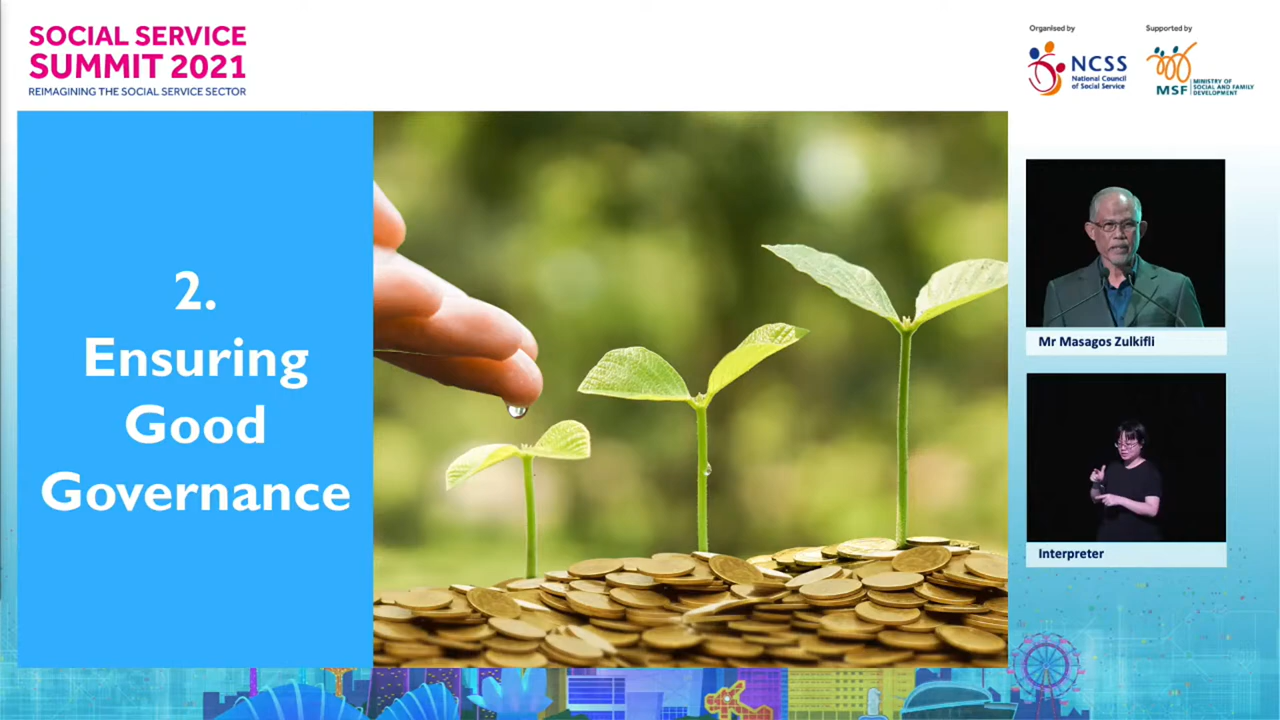 SOCIAL SERVICE
SUMMIT 2021
REIMAGINING THE SOCIAL SERVICE SECTOR
Organised by
NCSS
National Council
of Social Service
Supported by
MSF
MINISTRY OF
SOCIAL AND FAMILY
DEVELOPMENT
2.
Ensuring
Good
Governance
Mr Masagos Zulkifli
Interpreter